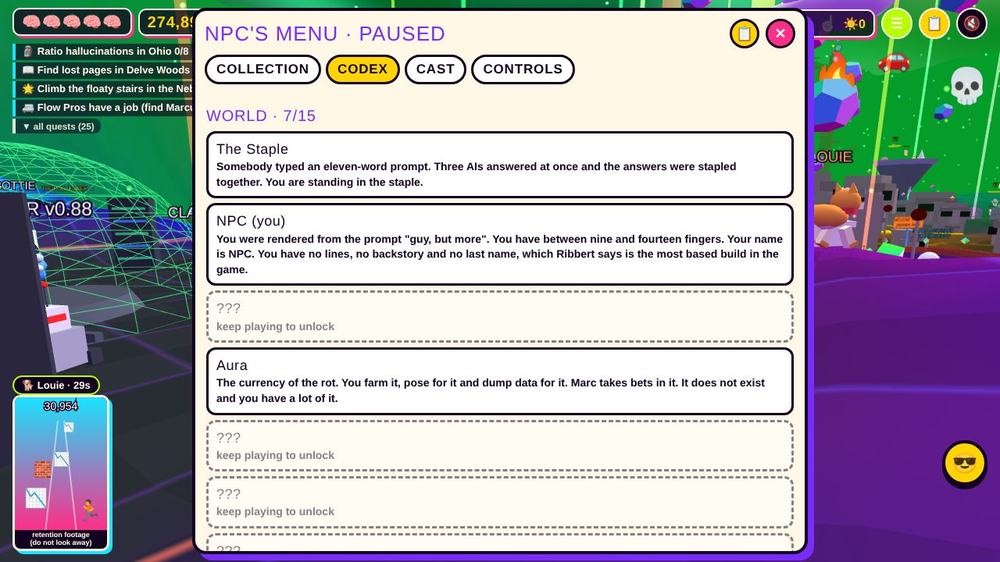 274,89
Ratio hallucinations in Ohio 0/8
Find lost pages in Delve Woods
Climb the floaty stairs in the Neb
Flow Pros have a job (find Marcu
▼ all quests (25)
OTTIE
R v0.88
CLA
Louie · 29s
30,954
retention footage
(do not look away)
NPC'S MENU · PAUSED
COLLECTION
CODEX
CAST
CONTROLS
WORLD · 7/15
The Staple
Somebody typed an eleven-word prompt. Three AIs answered at once and the answers were stapled
together. You are standing in the staple.
NPC (you)
You were rendered from the prompt "guy, but more". You have between nine and fourteen fingers. Your name
is NPC. You have no lines, no backstory and no last name, which Ribbert says is the most based build in the
game.
???
keep playing to unlock
Aura
The currency of the rot. You farm it, pose for it and dump data for it. Marc takes bets in it. It does not exist
and you have a lot of it.
???
keep playing to unlock
???
keep playing to unlock
???
0
LOUIE